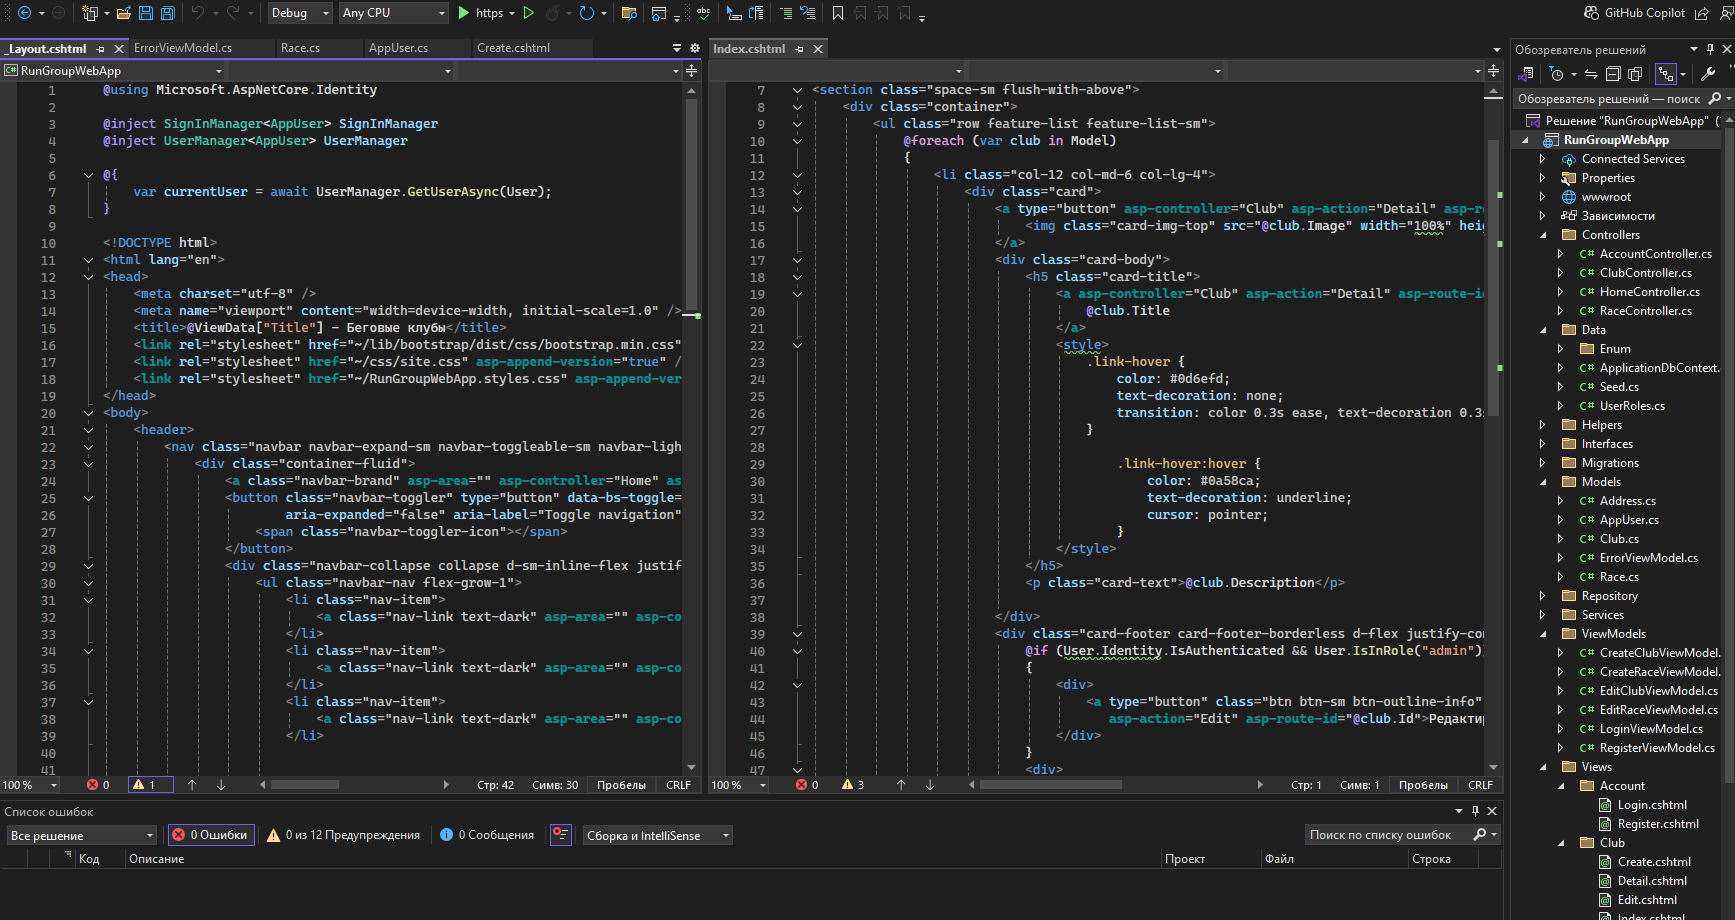 Debug Any CPU https GitHub Copilot
_Layout.cshtml ErrorViewModel.cs Race.cs AppUser.cs Create.cshtml
C# RunGroupWebApp
1 @using Microsoft.AspNetCore.Identity
2
3 @inject SignInManager<AppUser> SignInManager
4 @inject UserManager<AppUser> UserManager
5
6 @{
7 var currentUser = await UserManager.GetUserAsync(User);
8 }
9
10 <!DOCTYPE html>
11 <html lang="en">
12 <head>
13 <meta charset="utf-8" />
14 <meta name="viewport" content="width=device-width, initial-scale=1.0" />
15 <title>@ViewData["Title"] - Беговые клубы</title>
16 <link rel="stylesheet" href="~/lib/bootstrap/dist/css/bootstrap.min.css"
17 <link rel="stylesheet" href="~/css/site.css" asp-append-version="true" /
18 <link rel="stylesheet" href="~/RunGroupWebApp.styles.css" asp-append-ver
19 </head>
20 <body>
21 <header>
22 <nav class="navbar navbar-expand-sm navbar-toggleable-sm navbar-ligh
23 <div class="container-fluid">
24 <a class="navbar-brand" asp-area="" asp-controller="Home" as
25 <button class="navbar-toggler" type="button" data-bs-toggle=
26 aria-expanded="false" aria-label="Toggle navigation"
27 <span class="navbar-toggler-icon"></span>
28 </button>
29 <div class="navbar-collapse collapse d-sm-inline-flex justif
30 <ul class="navbar-nav flex-grow-1">
31 <li class="nav-item">
32 <a class="nav-link text-dark" asp-area="" asp-co
33 </li>
34 <li class="nav-item">
35 <a class="nav-link text-dark" asp-area="" asp-co
36 </li>
37 <li class="nav-item">
38 <a class="nav-link text-dark" asp-area="" asp-co
39 </li>
40
41
100 % 0 1 Стр: 42 Симв: 30 Пробелы CRLF
Index.cshtml
7 <section class="space-sm flush-with-above">
8 <div class="container">
9 <ul class="row feature-list feature-list-sm">
10 @foreach (var club in Model)
11 {
12 <li class="col-12 col-md-6 col-lg-4">
13 <div class="card">
14 <a type="button" asp-controller="Club" asp-action="Detail" asp-ro
15 <img class="card-img-top" src="@club.Image" width="100%" heig
16 </a>
17 <div class="card-body">
18 <h5 class="card-title">
19 <a asp-controller="Club" asp-action="Detail" asp-route-i
20 @club.Title
21 </a>
22 <style>
23 .link-hover {
24 color: #0d6efd;
25 text-decoration: none;
26 transition: color 0.3s ease, text-decoration 0.3s
27 }
28
29 .link-hover:hover {
30 color: #0a58ca;
31 text-decoration: underline;
32 cursor: pointer;
33 }
34 </style>
35 </h5>
36 <p class="card-text">@club.Description</p>
37
38 </div>
39 <div class="card-footer card-footer-borderless d-flex justify-con
40 @if (User.Identity.IsAuthenticated && User.IsInRole("admin"))
41 {
42 <div>
43 <a type="button" class="btn btn-sm btn-outline-info"
44 asp-action="Edit" asp-route-id="@club.Id">Редакти
45 </div>
46 }
47 <div>
100 % 0 3 Стр: 1 Симв: 1 Пробелы CRLF
Обозреватель решений
Обозреватель решений — поиск
Решение "RunGroupWebApp" (
RunGroupWebApp
Connected Services
Properties
wwwroot
Зависимости
Controllers
C# AccountController.cs
C# ClubController.cs
C# HomeController.cs
C# RaceController.cs
Data
Enum
C# ApplicationDbContext.
C# Seed.cs
C# UserRoles.cs
Helpers
Interfaces
Migrations
Models
C# Address.cs
C# AppUser.cs
C# Club.cs
C# ErrorViewModel.cs
C# Race.cs
Repository
Services
ViewModels
C# CreateClubViewModel.
C# CreateRaceViewModel.
C# EditClubViewModel.cs
C# EditRaceViewModel.cs
C# LoginViewModel.cs
C# RegisterViewModel.cs
Views
Account
Login.cshtml
Register.cshtml
Club
Create.cshtml
Detail.cshtml
Edit.cshtml
Index.cshtml
Список ошибок
Все решение 0 Ошибки 0 из 12 Предупреждения 0 Сообщения Сборка и IntelliSense Поиск по списку ошибок
Код Описание Проект Файл Строка